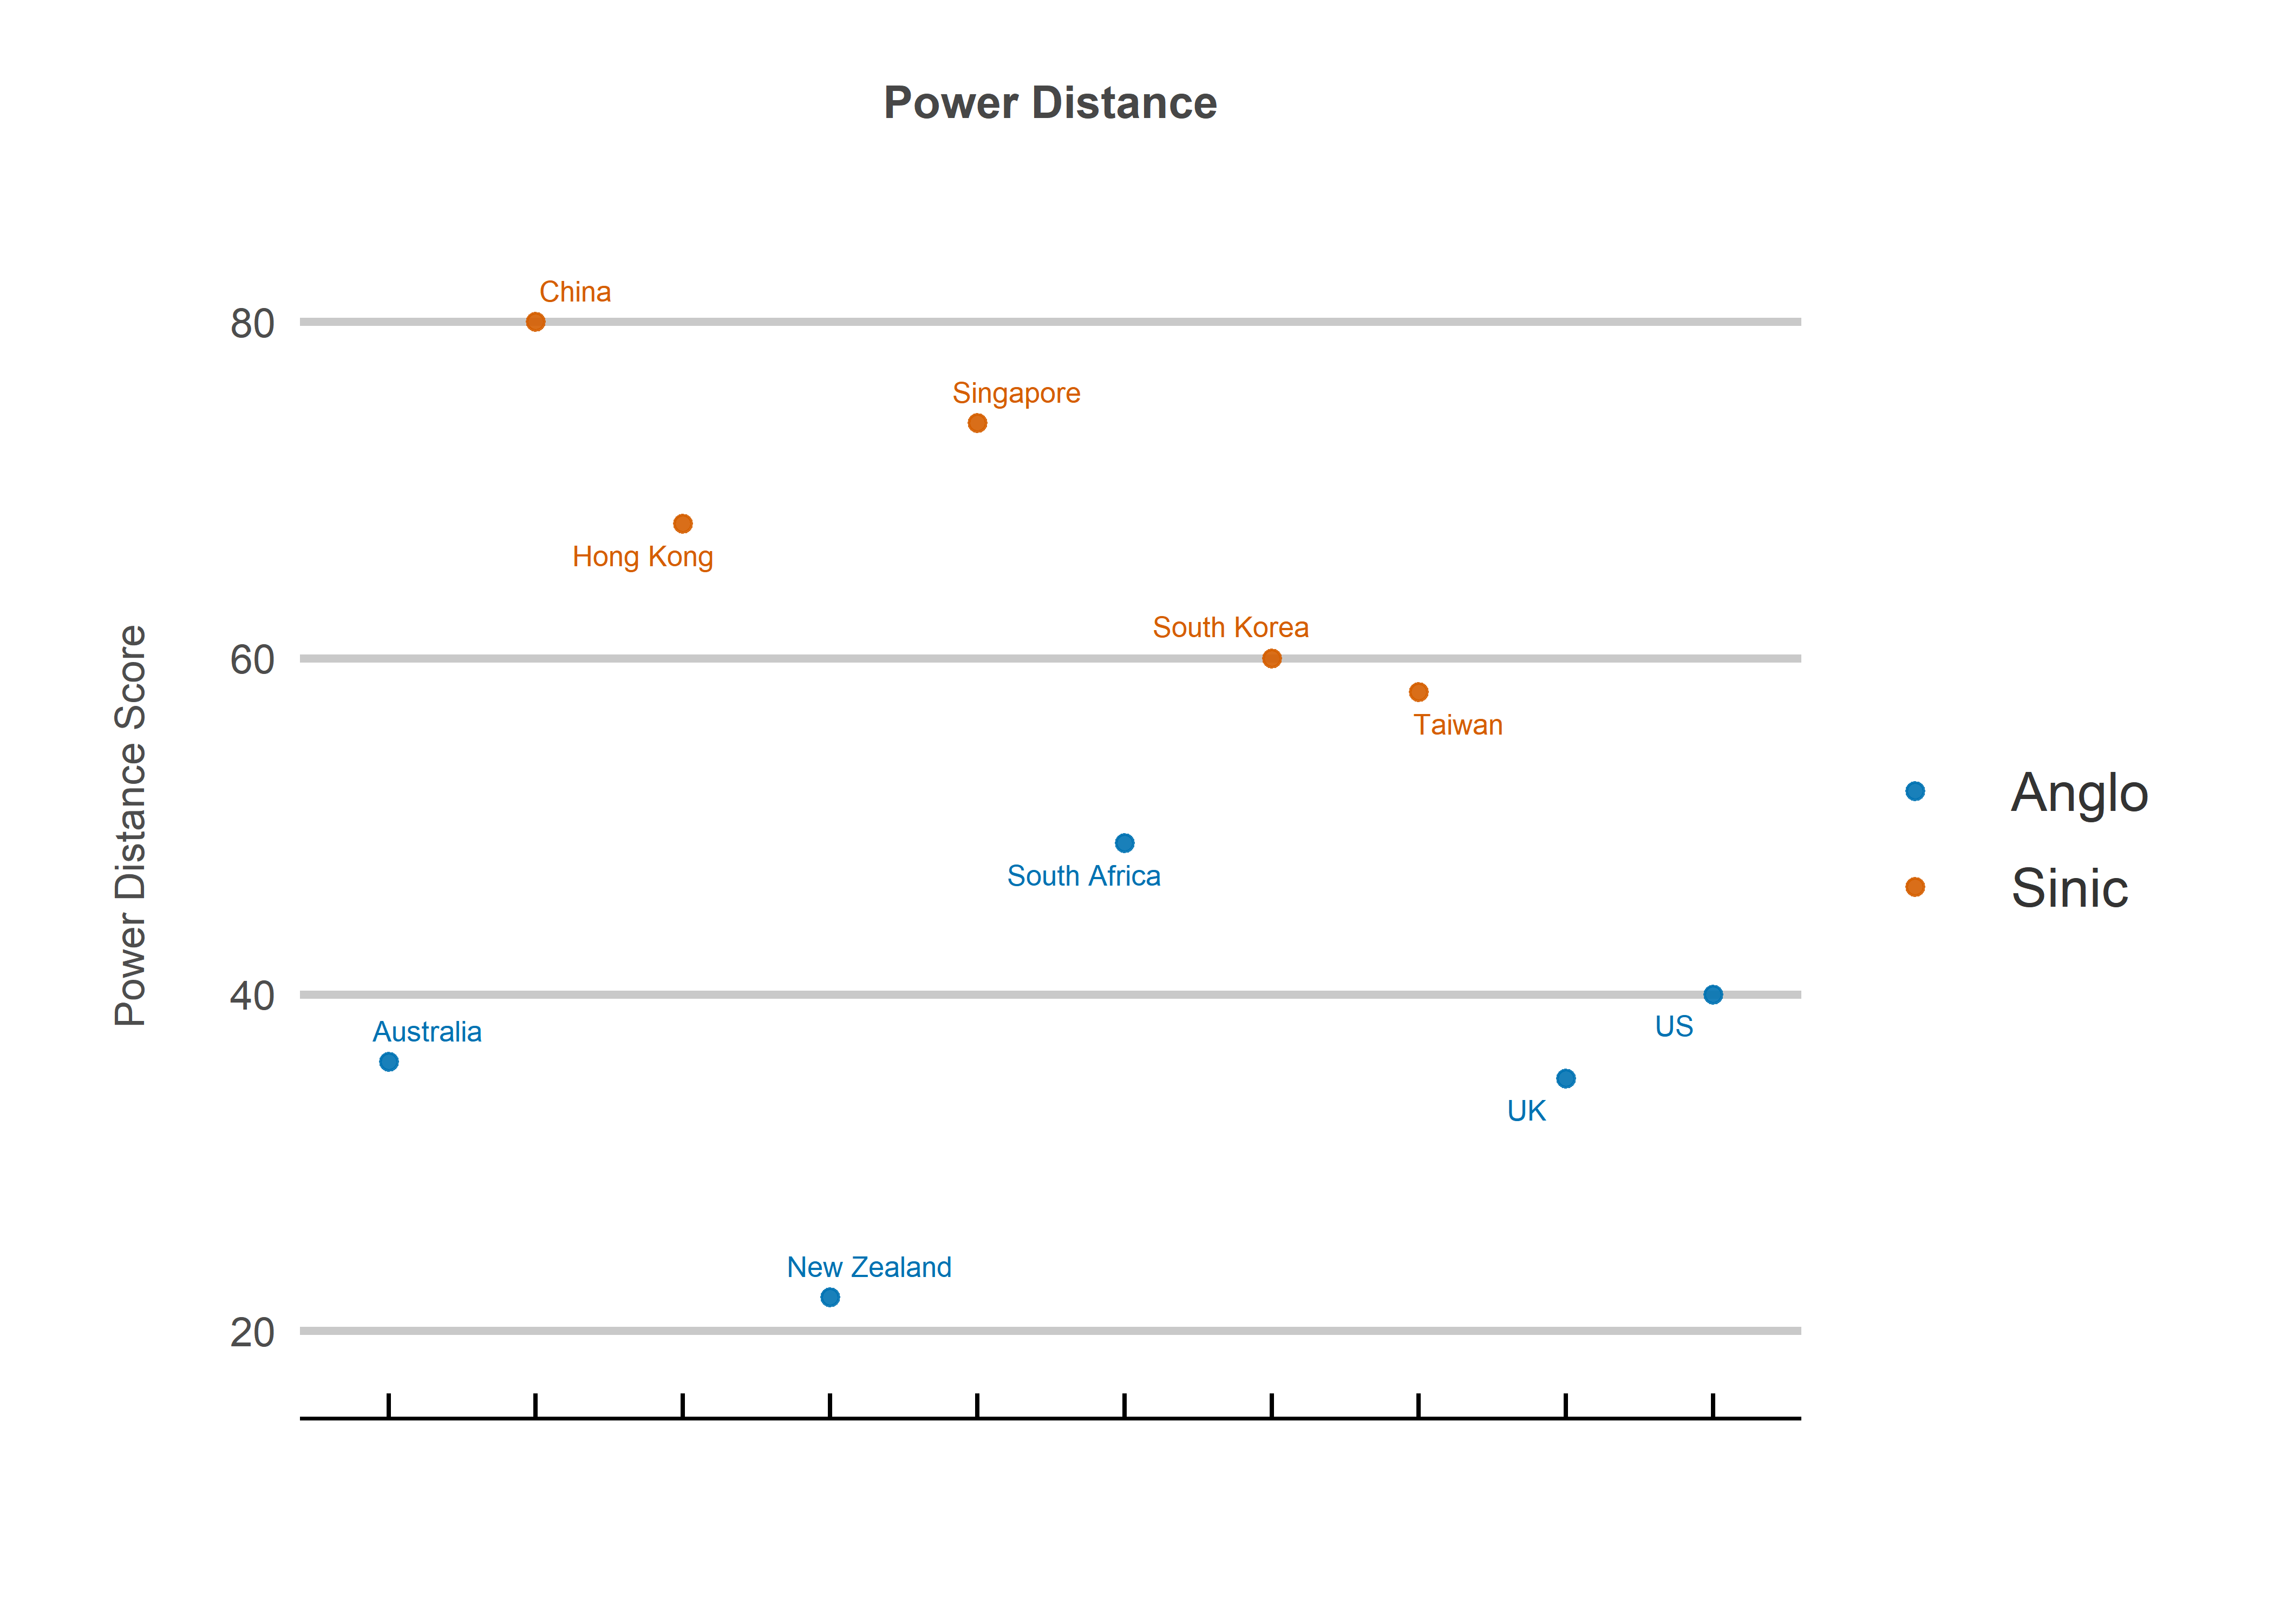 Power Distance
Power Distance Score
80
60
40
20
China
Singapore
Hong Kong
South Korea
Taiwan
South Africa
Australia
US
UK
New Zealand
Anglo
Sinic